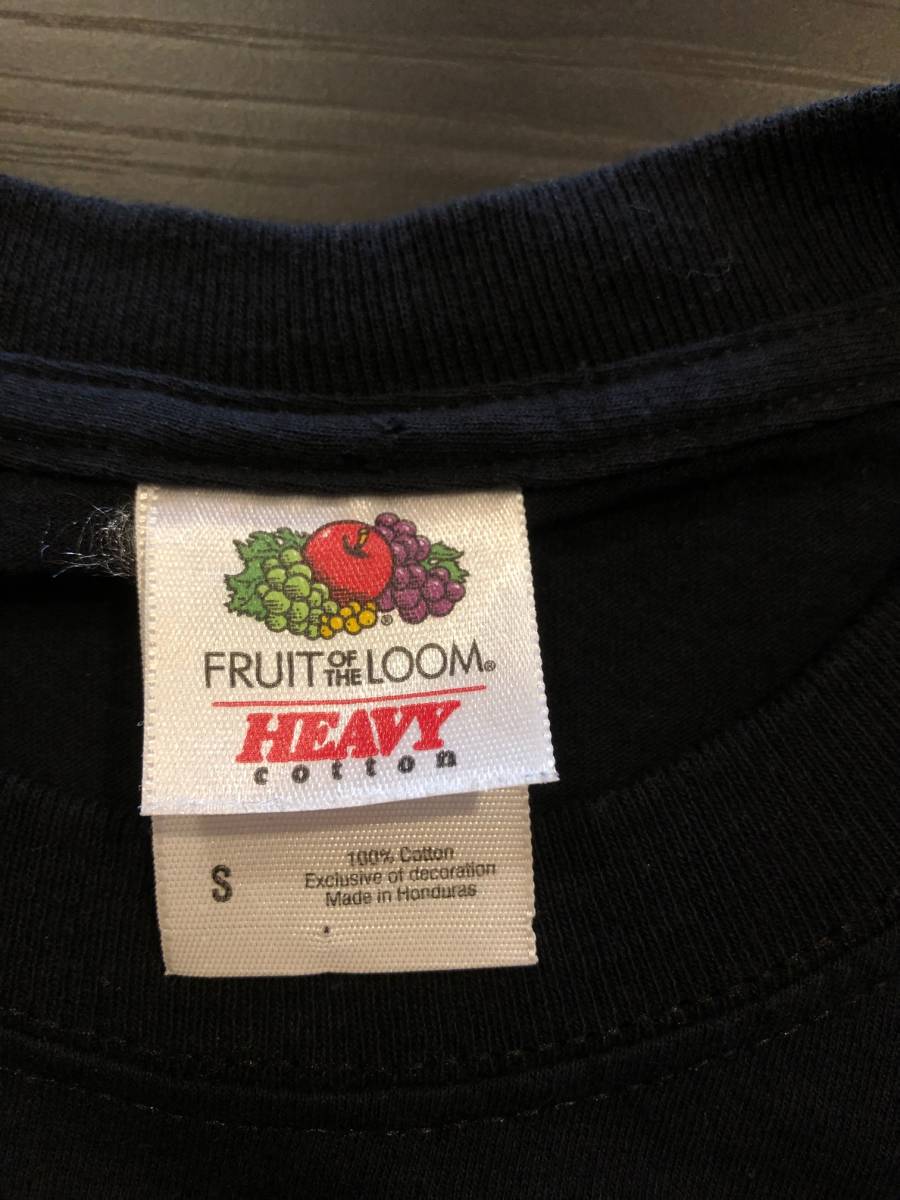 ®
FRUIT OF THE LOOM®
HEAVY
cotton
S
100% Cotton
Exclusive of decoration
Made in Honduras